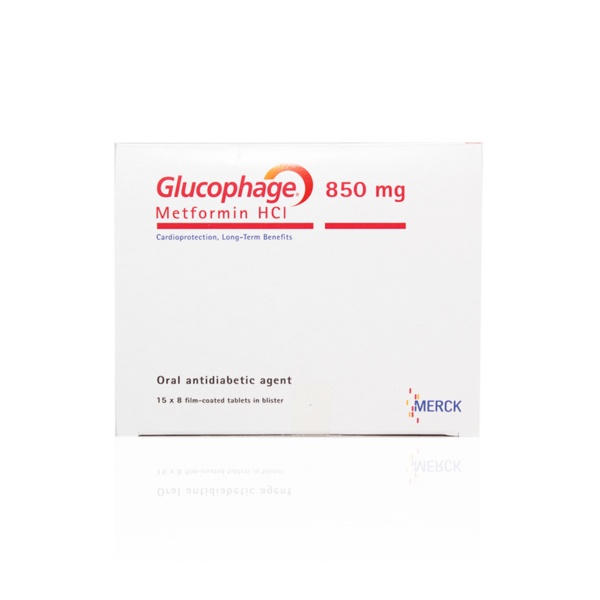 Glucophage® 850 mg
Metformin HCl
Cardioprotection, Long-Term Benefits
Oral antidiabetic agent
15 x 8 film-coated tablets in blister
MERCK